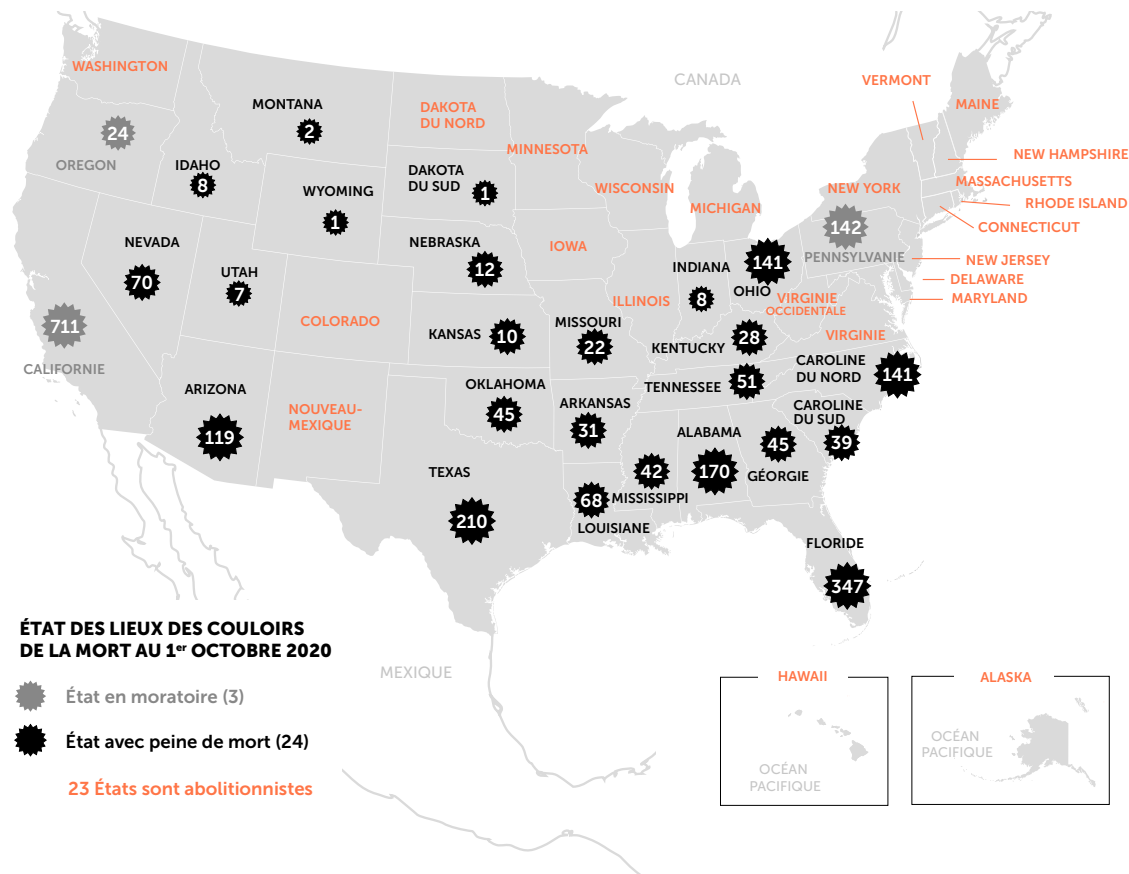 CANADA
WASHINGTON
24
OREGON
MONTANA
2
IDAHO
8
WYOMING
1
DAKOTA
DU NORD
DAKOTA
DU SUD
1
MINNESOTA
WISCONSIN
MICHIGAN
VERMONT
MAINE
NEW HAMPSHIRE
MASSACHUSETTS
RHODE ISLAND
CONNECTICUT
NEW YORK
142
PENNSYLVANIE
NEW JERSEY
DELAWARE
MARYLAND
NEVADA
70
UTAH
7
711
CALIFORNIE
COLORADO
NEBRASKA
12
IOWA
ILLINOIS
INDIANA
8
141
OHIO
VIRGINIE
OCCIDENTALE
VIRGINIE
KANSAS
10
MISSOURI
22
KENTUCKY
28
TENNESSEE
51
CAROLINE
DU NORD
141
CAROLINE
DU SUD
39
ARIZONA
119
NOUVEAU-
MEXIQUE
OKLAHOMA
45
ARKANSAS
31
ALABAMA
170
45
GÉORGIE
42
MISSISSIPPI
68
LOUISIANE
TEXAS
210
FLORIDE
347
MEXIQUE
ÉTAT DES LIEUX DES COULOIRS
DE LA MORT AU 1er OCTOBRE 2020
État en moratoire (3)
État avec peine de mort (24)
23 États sont abolitionnistes
HAWAII
OCÉAN
PACIFIQUE
ALASKA
OCÉAN
PACIFIQUE